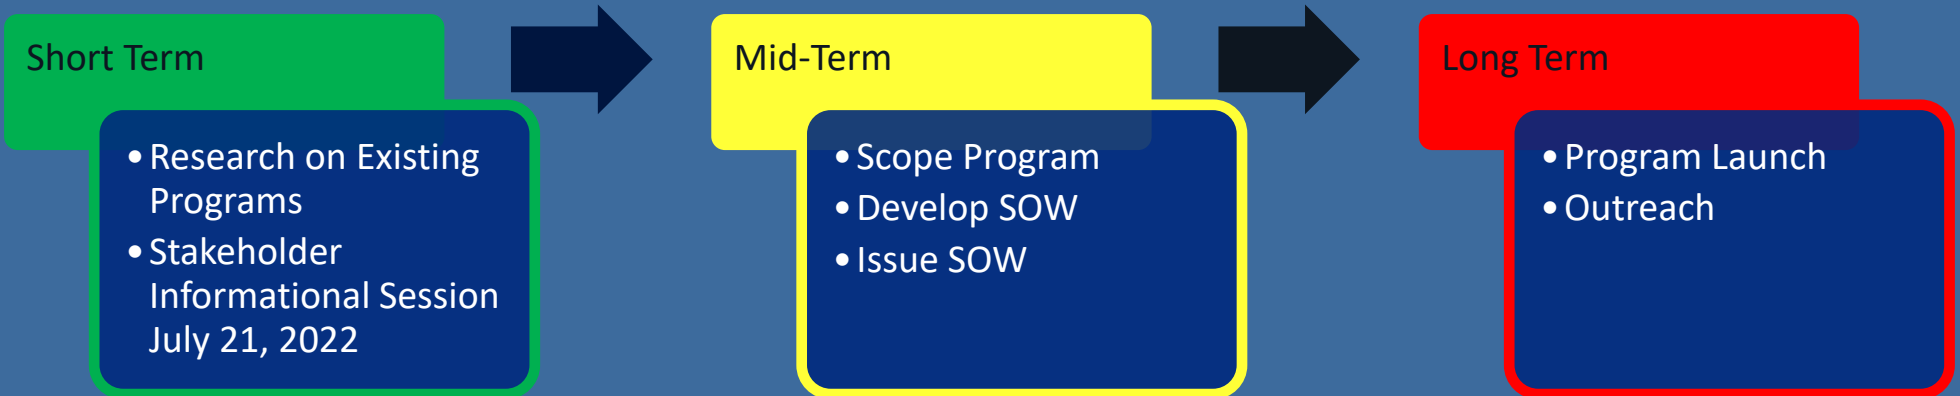 Short Term
• Research on Existing
Programs
• Stakeholder
Informational Session
July 21, 2022
Mid-Term
• Scope Program
• Develop SOW
• Issue SOW
Long Term
• Program Launch
• Outreach